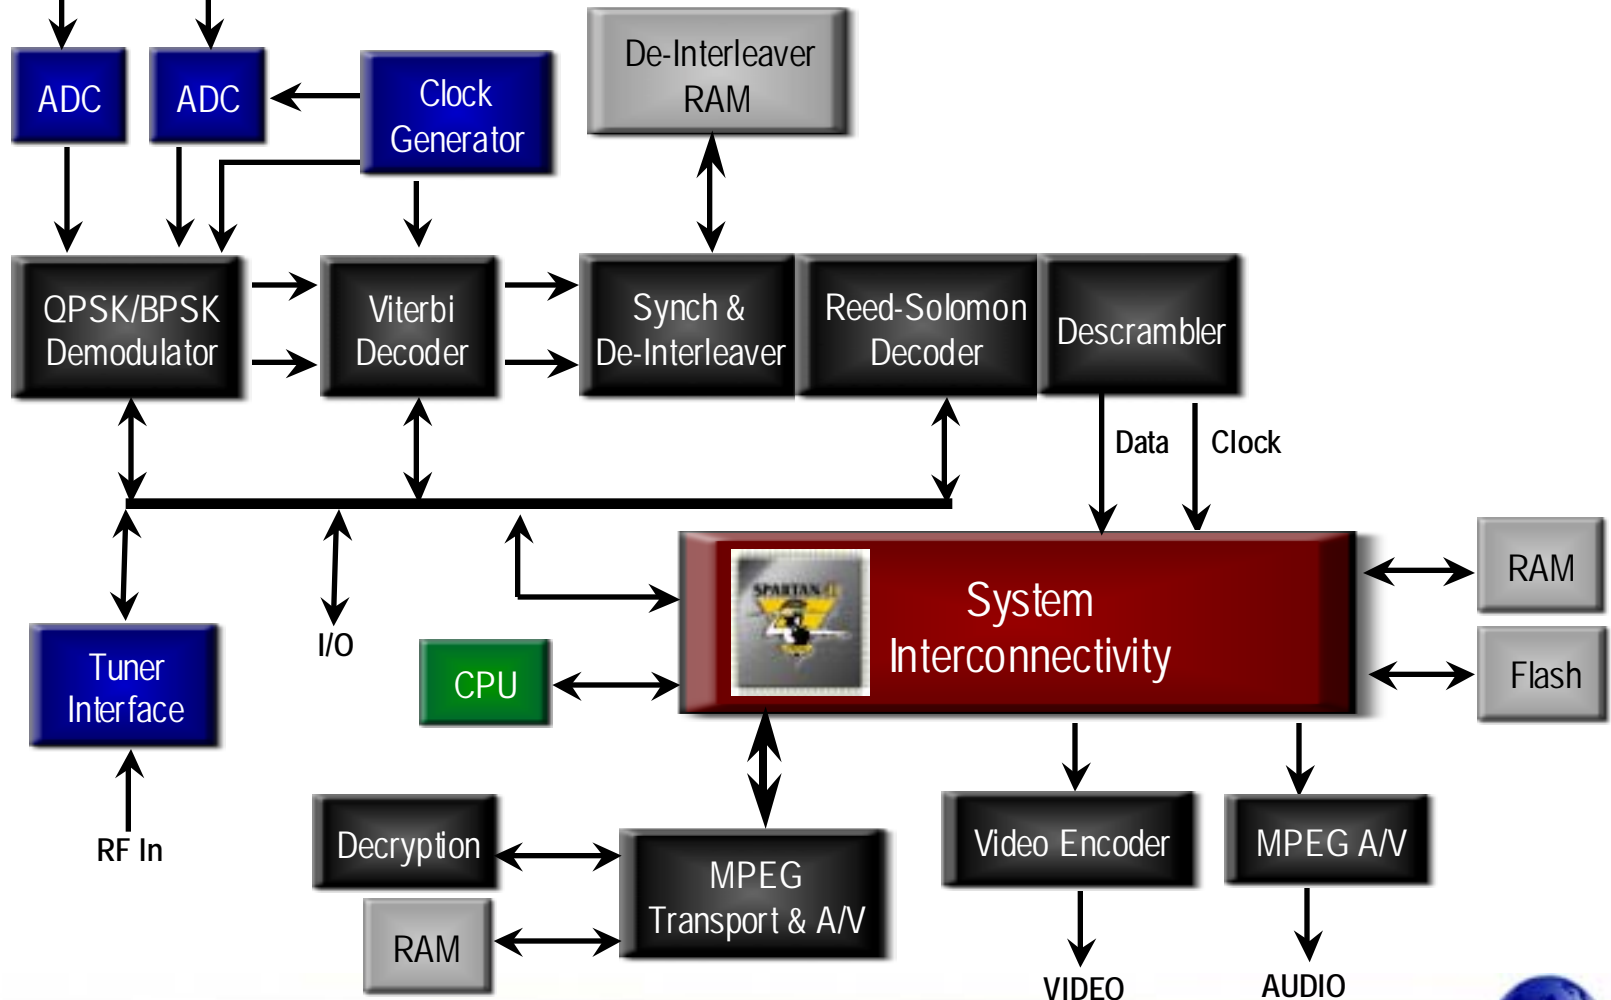 De-Interleaver
RAM
ADC
ADC
Clock
Generator
QPSK/BPSK
Demodulator
Viterbi
Decoder
Synch &
De-Interleaver
Reed-Solomon
Decoder
Descrambler
Data
Clock
SPARTAN-II
System
Interconnectivity
RAM
Flash
I/O
CPU
Tuner
Interface
RF In
Decryption
RAM
MPEG
Transport & A/V
Video Encoder
MPEG A/V
VIDEO
AUDIO